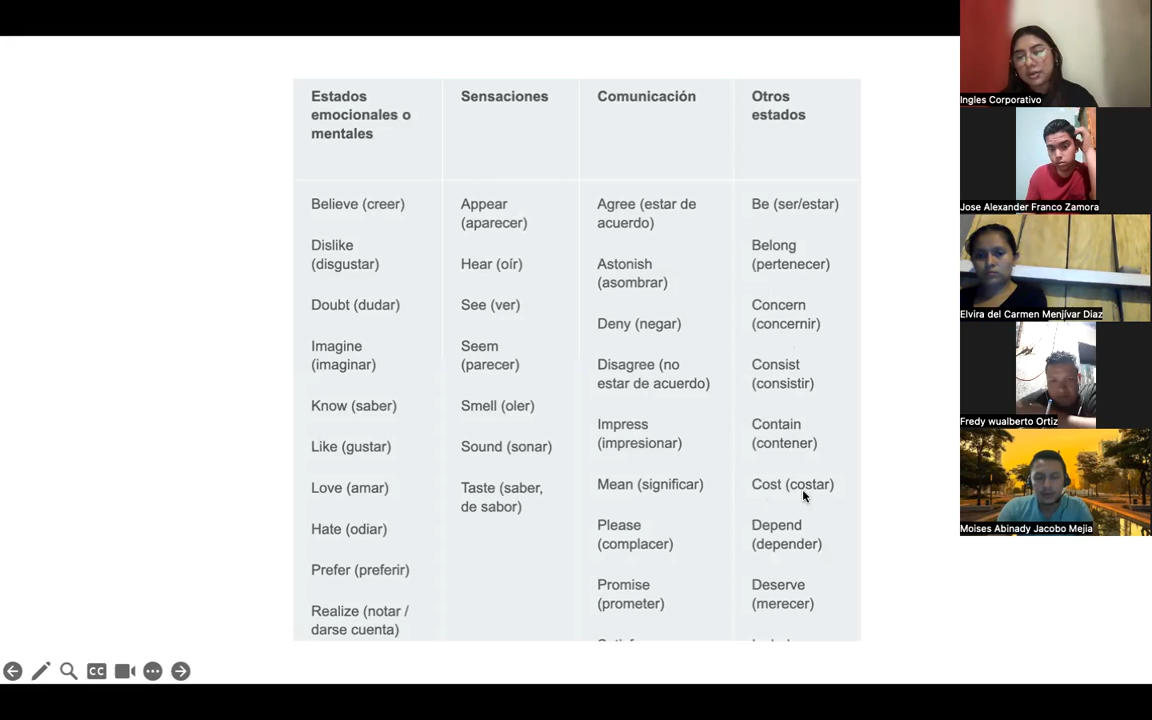 Estados
emocionales o
mentales
Sensaciones
Comunicación
Otros
estados
Believe (creer)
Dislike
(disgustar)
Doubt (dudar)
Imagine
(imaginar)
Know (saber)
Like (gustar)
Love (amar)
Hate (odiar)
Prefer (preferir)
Realize (notar /
darse cuenta)
Appear
(aparecer)
Hear (oír)
See (ver)
Seem
(parecer)
Smell (oler)
Sound (sonar)
Taste (saber,
de sabor)
Agree (estar de
acuerdo)
Astonish
(asombrar)
Deny (negar)
Disagree (no
estar de acuerdo)
Impress
(impresionar)
Mean (significar)
Please
(complacer)
Promise
(prometer)
Be (ser/estar)
Belong
(pertenecer)
Concern
(concernir)
Consist
(consistir)
Contain
(contener)
Cost (costar)
Depend
(depender)
Deserve
(merecer)
CC
Ingles Corporativo
Jose Alexander Franco Zamora
Elvira del Carmen Menjívar Diaz
Fredy wualberto Ortiz
Moises Abinady Jacobo Mejia